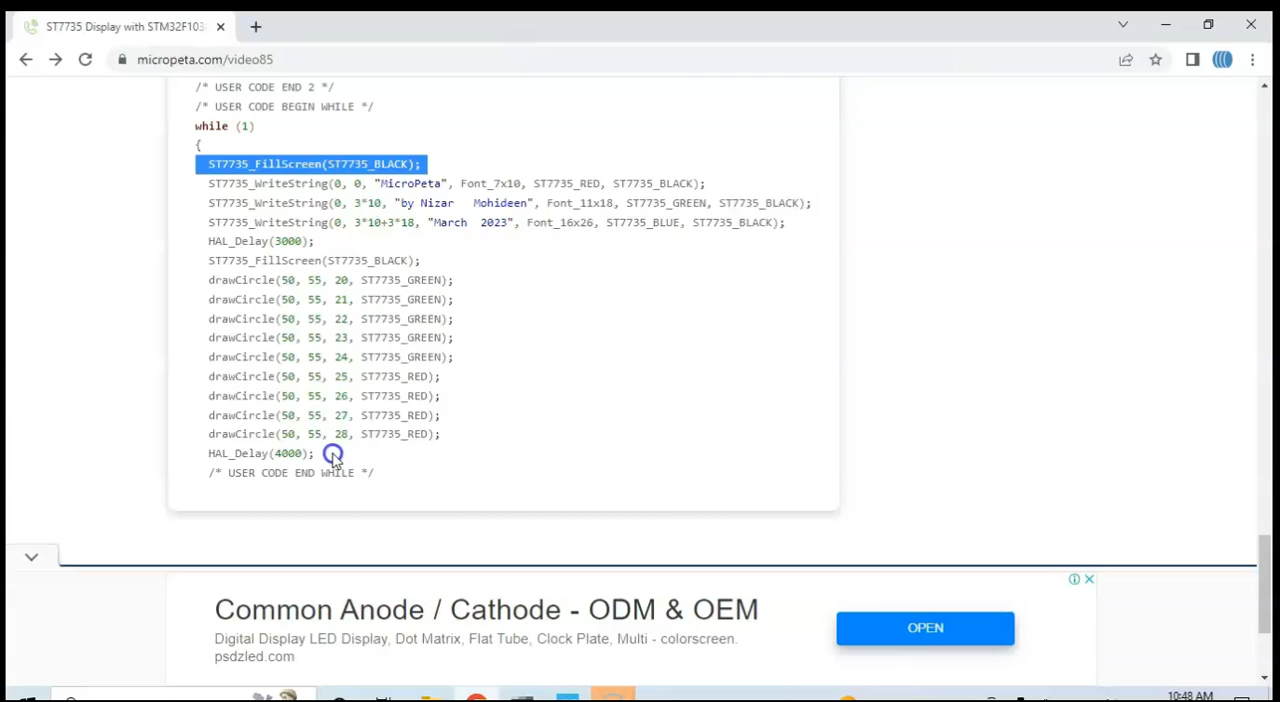 ST7735 Display with STM32F103
micropeta.com/video85
/* USER CODE END 2 */
/* USER CODE BEGIN WHILE */
while (1)
{
ST7735_FillScreen(ST7735_BLACK);
ST7735_WriteString(0, 0, "MicroPeta", Font_7x10, ST7735_RED, ST7735_BLACK);
ST7735_WriteString(0, 3*10, "by Nizar   Mohideen", Font_11x18, ST7735_GREEN, ST7735_BLACK);
ST7735_WriteString(0, 3*10+3*18, "March  2023", Font_16x26, ST7735_BLUE, ST7735_BLACK);
HAL_Delay(3000);
ST7735_FillScreen(ST7735_BLACK);
drawCircle(50, 55, 20, ST7735_GREEN);
drawCircle(50, 55, 21, ST7735_GREEN);
drawCircle(50, 55, 22, ST7735_GREEN);
drawCircle(50, 55, 23, ST7735_GREEN);
drawCircle(50, 55, 24, ST7735_GREEN);
drawCircle(50, 55, 25, ST7735_RED);
drawCircle(50, 55, 26, ST7735_RED);
drawCircle(50, 55, 27, ST7735_RED);
drawCircle(50, 55, 28, ST7735_RED);
HAL_Delay(4000);
/* USER CODE END WHILE */
Common Anode / Cathode - ODM & OEM
Digital Display LED Display, Dot Matrix, Flat Tube, Clock Plate, Multi - colorscreen.
psdzled.com
OPEN
10:48 AM